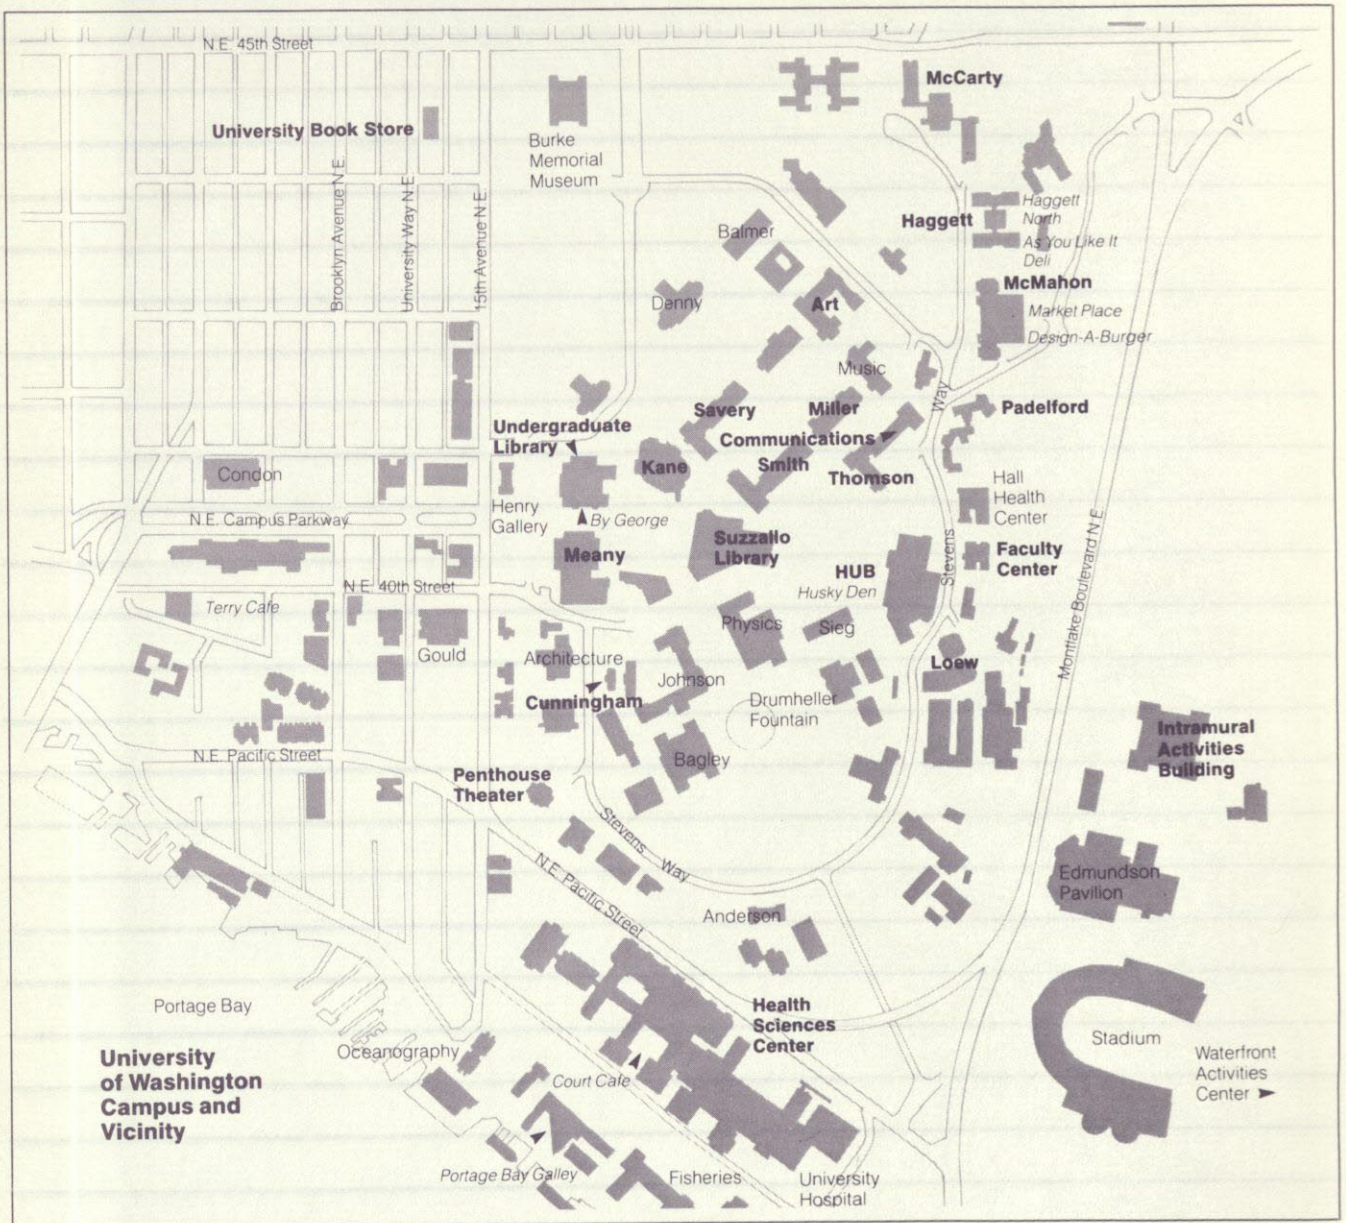 N.E. 45th Street
McCarty
University Book Store
Burke
Memorial
Museum
Brooklyn Avenue N.E.
University Way N.E.
15th Avenue N.E.
Haggett
Haggett
North
As You Like It
Deli
Balmer
McMahon
Market Place
Design-A-Burger
Denny
Art
Music
Way
Savery
Miller
Padelford
Undergraduate
Library
Communications
Kane
Smith
Thomson
Condon
Henry
Gallery
Hall
Health
Center
N.E. Campus Parkway
By George
Meany
Suzzallo
Library
HUB
Husky Den
Stevens
Faculty
Center
Montlake Boulevard N.E.
N.E. 40th Street
Terry Cafe
Gould
Physics
Sieg
Architecture
Johnson
Loew
Cunningham
Drumheller
Fountain
Intramural
Activities
Building
N.E. Pacific Street
Bagley
Penthouse
Theater
Stevens Way
N.E. Pacific Street
Edmundson
Pavilion
Anderson
Portage Bay
Health
Sciences
Center
Stadium
Oceanography
Waterfront
Activities
Center
University
of Washington
Campus and
Vicinity
Court Cafe
Portage Bay Galley
Fisheries
University
Hospital